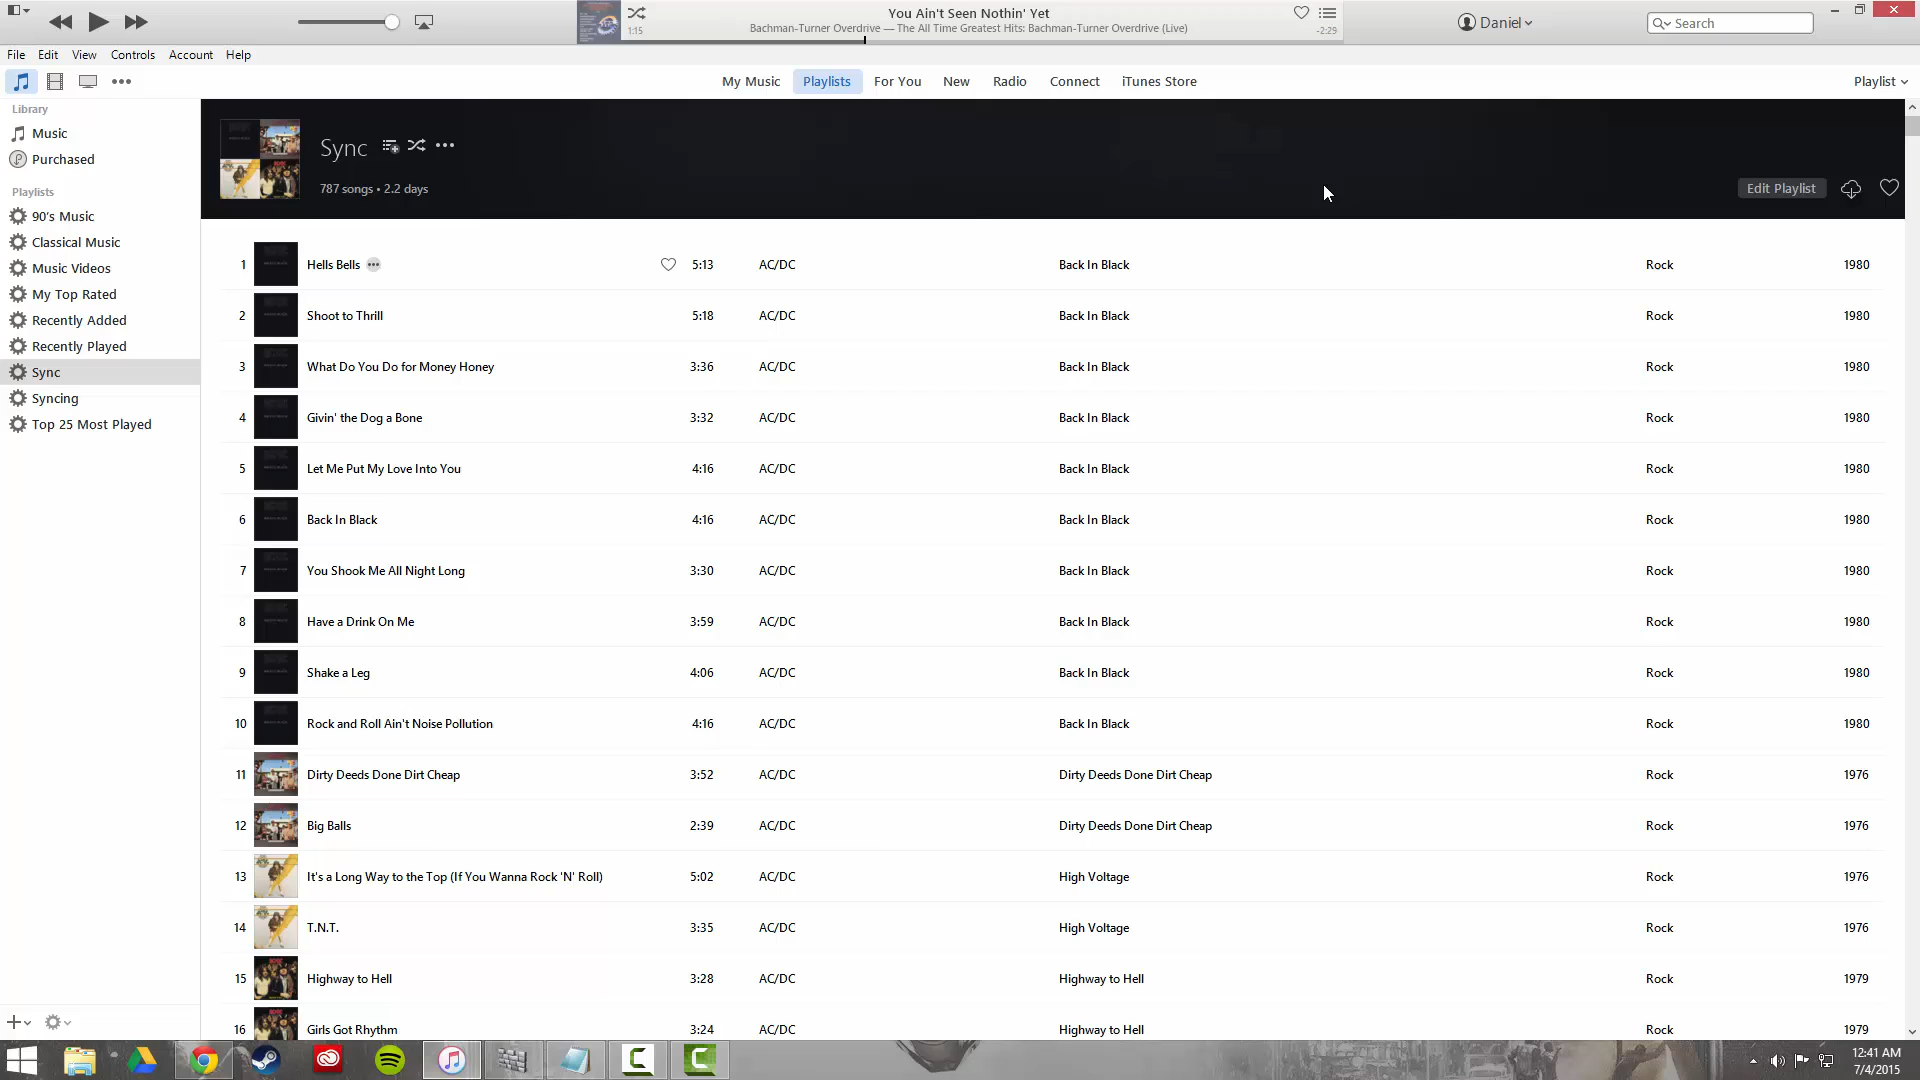 You Ain't Seen Nothin' Yet
1:15 Bachman-Turner Overdrive — The All Time Greatest Hits: Bachman-Turner Overdrive (Live) -2:29
Daniel
Search
File Edit View Controls Account Help
My Music Playlists For You New Radio Connect iTunes Store
Playlist
Library
Music
Purchased
Playlists
90's Music
Classical Music
Music Videos
My Top Rated
Recently Added
Recently Played
Sync
Syncing
Top 25 Most Played
Sync
787 songs • 2.2 days
Edit Playlist
1 Hells Bells 5:13 AC/DC Back In Black Rock 1980
2 Shoot to Thrill 5:18 AC/DC Back In Black Rock 1980
3 What Do You Do for Money Honey 3:36 AC/DC Back In Black Rock 1980
4 Givin' the Dog a Bone 3:32 AC/DC Back In Black Rock 1980
5 Let Me Put My Love Into You 4:16 AC/DC Back In Black Rock 1980
6 Back In Black 4:16 AC/DC Back In Black Rock 1980
7 You Shook Me All Night Long 3:30 AC/DC Back In Black Rock 1980
8 Have a Drink On Me 3:59 AC/DC Back In Black Rock 1980
9 Shake a Leg 4:06 AC/DC Back In Black Rock 1980
10 Rock and Roll Ain't Noise Pollution 4:16 AC/DC Back In Black Rock 1980
11 Dirty Deeds Done Dirt Cheap 3:52 AC/DC Dirty Deeds Done Dirt Cheap Rock 1976
12 Big Balls 2:39 AC/DC Dirty Deeds Done Dirt Cheap Rock 1976
13 It's a Long Way to the Top (If You Wanna Rock 'N' Roll) 5:02 AC/DC High Voltage Rock 1976
14 T.N.T. 3:35 AC/DC High Voltage Rock 1976
15 Highway to Hell 3:28 AC/DC Highway to Hell Rock 1979
16 Girls Got Rhythm 3:24 AC/DC Highway to Hell Rock 1979
12:41 AM
7/4/2015